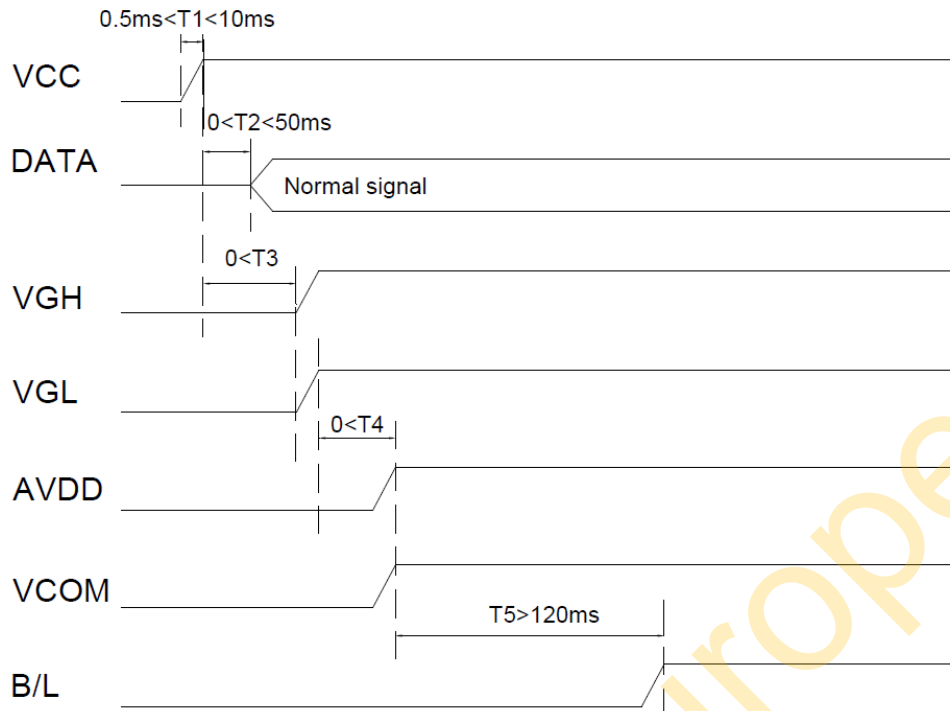 0.5ms<T1<10ms
VCC
0<T2<50ms
DATA
Normal signal
0<T3
VGH
VGL
0<T4
AVDD
VCOM
T5>120ms
B/L
urope